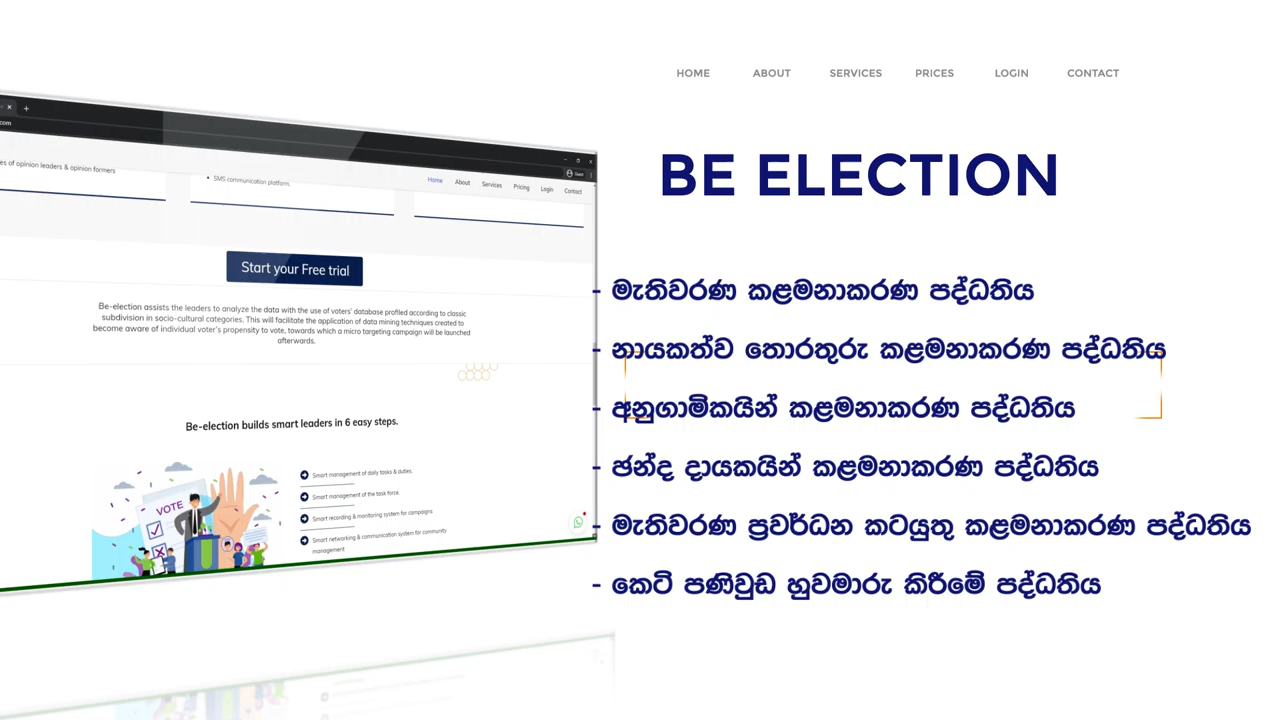 HOME ABOUT SERVICES PRICES LOGIN CONTACT
BE ELECTION
- මැතිවරණ කළමනාකරණ පද්ධතිය
- නායකත්ව තොරතුරු කළමනාකරණ පද්ධතිය
- අනුගාමිකයින් කළමනාකරණ පද්ධතිය
- ඡන්ද දායකයින් කළමනාකරණ පද්ධතිය
- මැතිවරණ ප්‍රවර්ධන කටයුතු කළමනාකරණ පද්ධතිය
- කෙටි පණිවුඩ හුවමාරු කිරීමේ පද්ධතිය
.com
Guest
of opinion leaders & opinion formers
• SMS communication platform.
Home About Services Pricing Login Contact
Start your Free trial
Be-election assists the leaders to analyze the data with the use of voters' database profiled according to classic
subdivision in socio-cultural categories. This will facilitate the application of data mining techniques created to
become aware of individual voter's propensity to vote, towards which a micro targeting campaign will be launched
afterwards.
Be-election builds smart leaders in 6 easy steps.
VOTE
Smart management of daily tasks & duties.
Smart management of the task force.
Smart recording & monitoring system for campaigns
Smart networking & communication system for community
management